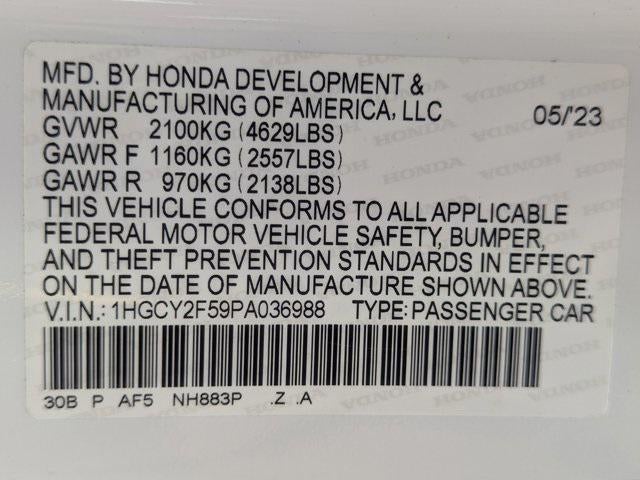 MFD. BY HONDA DEVELOPMENT &
MANUFACTURING OF AMERICA, LLC 05/'23
GVWR 2100KG (4629LBS)
GAWR F 1160KG (2557LBS)
GAWR R 970KG (2138LBS)
THIS VEHICLE CONFORMS TO ALL APPLICABLE
FEDERAL MOTOR VEHICLE SAFETY, BUMPER,
AND THEFT PREVENTION STANDARDS IN EFFECT
ON THE DATE OF MANUFACTURE SHOWN ABOVE.
V.I.N.: 1HGCY2F59PA036988 TYPE: PASSENGER CAR
30B P AF5 NH883P .Z .A